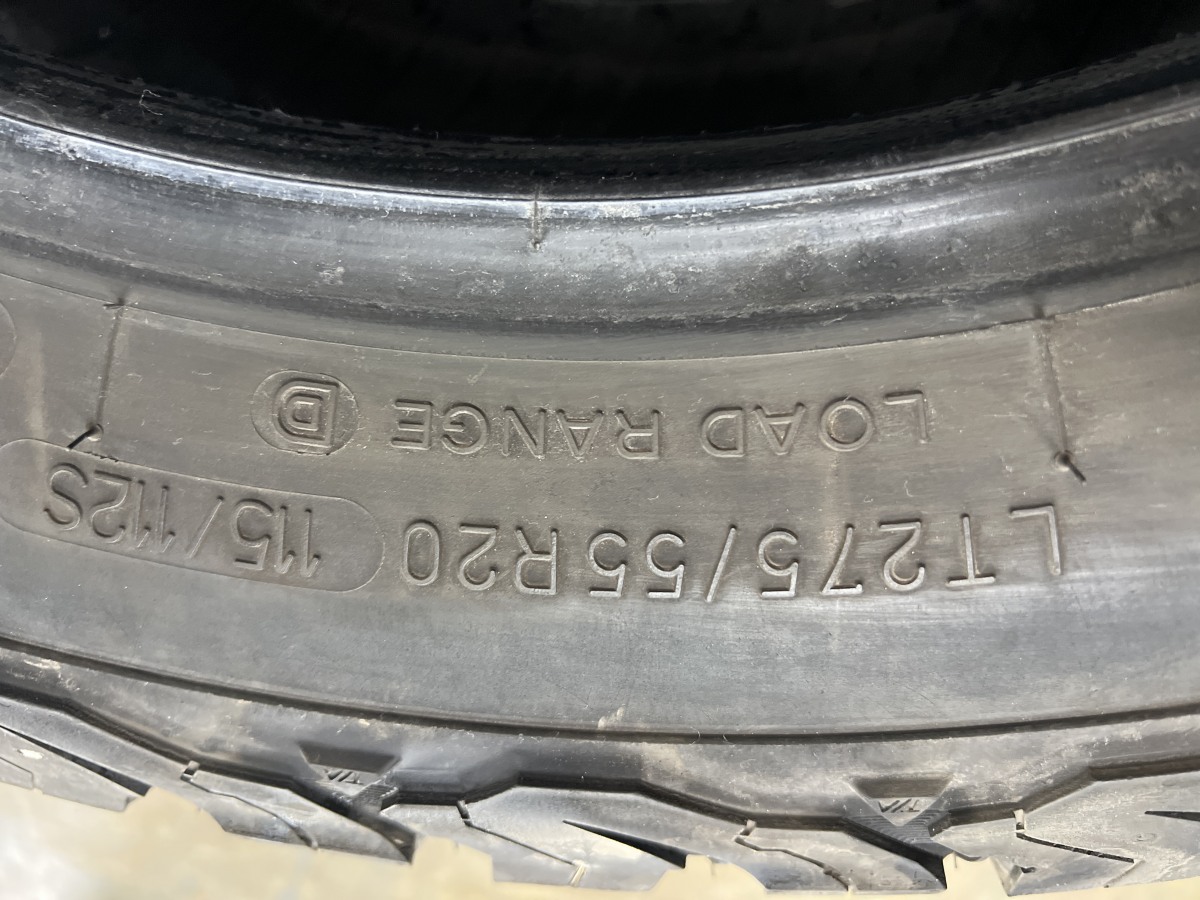 LT275/55R20 115/112S
LOAD RANGE D
T/A
T/A